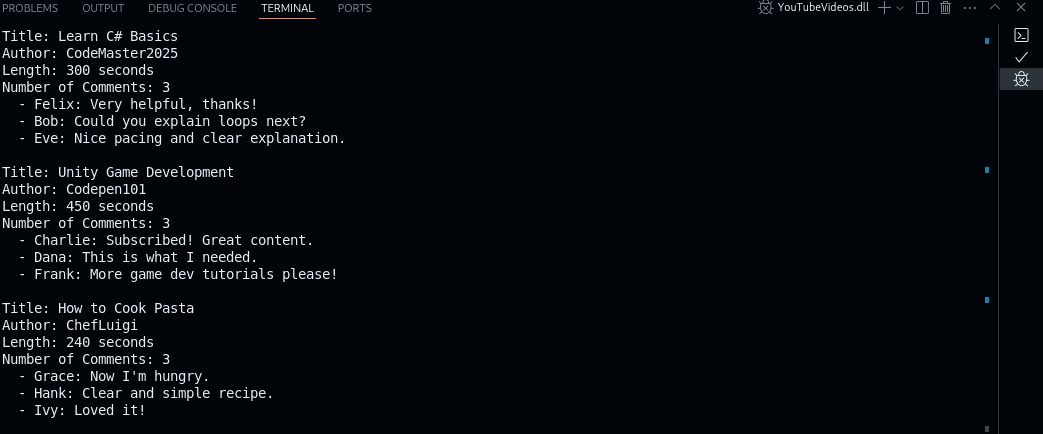 PROBLEMS OUTPUT DEBUG CONSOLE TERMINAL PORTS YouTubeVideos.dll
Title: Learn C# Basics
Author: CodeMaster2025
Length: 300 seconds
Number of Comments: 3
- Felix: Very helpful, thanks!
- Bob: Could you explain loops next?
- Eve: Nice pacing and clear explanation.
Title: Unity Game Development
Author: Codepen101
Length: 450 seconds
Number of Comments: 3
- Charlie: Subscribed! Great content.
- Dana: This is what I needed.
- Frank: More game dev tutorials please!
Title: How to Cook Pasta
Author: ChefLuigi
Length: 240 seconds
Number of Comments: 3
- Grace: Now I'm hungry.
- Hank: Clear and simple recipe.
- Ivy: Loved it!